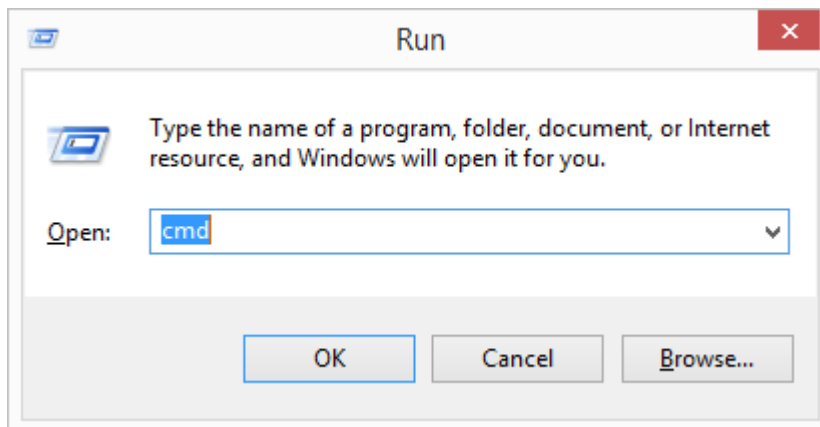 Run
Type the name of a program, folder, document, or Internet
resource, and Windows will open it for you.
Open: cmd
OK Cancel Browse...